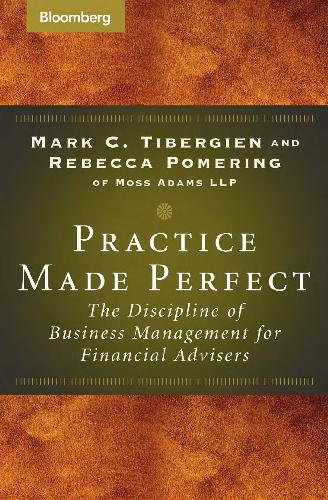 Bloomberg
MARK C. TIBERGIEN AND
REBECCA POMERING
OF MOSS ADAMS LLP
PRACTICE
MADE PERFECT
The Discipline of
Business Management for
Financial Advisers